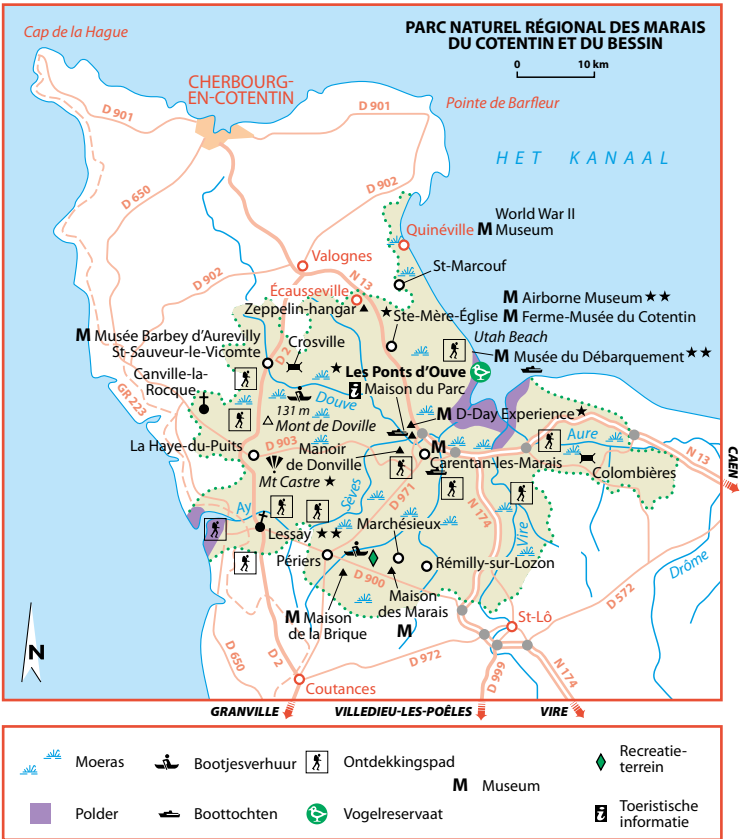 PARC NATUREL RÉGIONAL DES MARAIS
DU COTENTIN ET DU BESSIN
0 10 km
Cap de la Hague
CHERBOURG-
EN-COTENTIN
D 901
D 901
Pointe de Barfleur
HET KANAAL
D 650
D 902
World War II
Quinéville M Museum
Valognes
St-Marcouf
D 902
N 13
Écausseville
Zeppelin-hangar
M Airborne Museum ★★
★ Ste-Mère-Église M Ferme-Musée du Cotentin
Utah Beach
M Musée Barbey d'Aurevilly
St-Sauveur-le-Vicomte
D 2
Crosville
★
M Musée du Débarquement ★★
Les Ponts d'Ouve
i Maison du Parc
Canville-la-
Rocque
GR 223
Douve
131 m
Mont de Doville
M D-Day Experience ★
La Haye-du-Puits
D 903
Manoir
de Donville
M
Carentan-les-Marais
Aure
Colombières
N 13
CAEN
Mt Castre ★
Ay
Sèves
D 971
N 174
Vire
Lessay ★★
Marchésieux
Périers
D 900
Rémilly-sur-Lozon
Drôme
M Maison
de la Brique
Maison
des Marais
M
D 572
St-Lô
N
D 650
D 2
D 972
D 999
N 174
Coutances
GRANVILLE
VILLEDIEU-LES-POÊLES
VIRE
Moeras
Bootjesverhuur
Ontdekkingspad
Recreatie-
terrein
M Museum
Polder
Boottochten
Vogelreservaat
i Toeristische
informatie